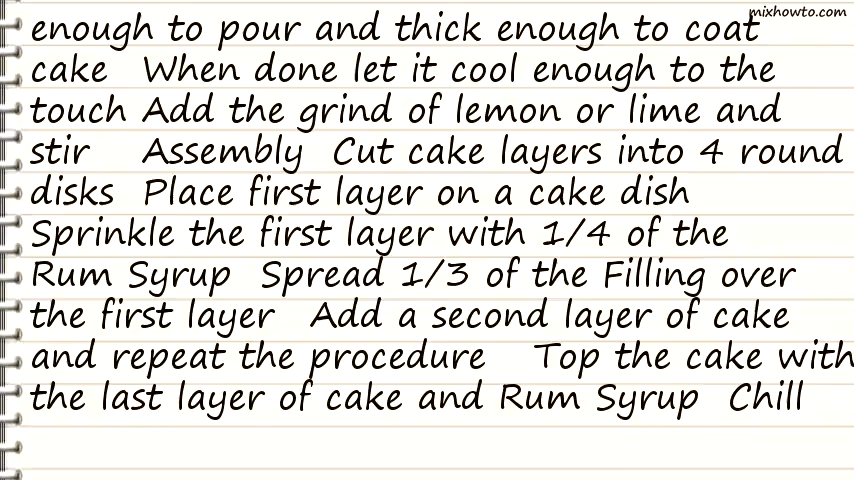 mixhowto.com
enough to pour and thick enough to coat
cake When done let it cool enough to the
touch Add the grind of lemon or lime and
stir Assembly Cut cake layers into 4 round
disks Place first layer on a cake dish
Sprinkle the first layer with 1/4 of the
Rum Syrup Spread 1/3 of the Filling over
the first layer Add a second layer of cake
and repeat the procedure Top the cake with
the last layer of cake and Rum Syrup Chill